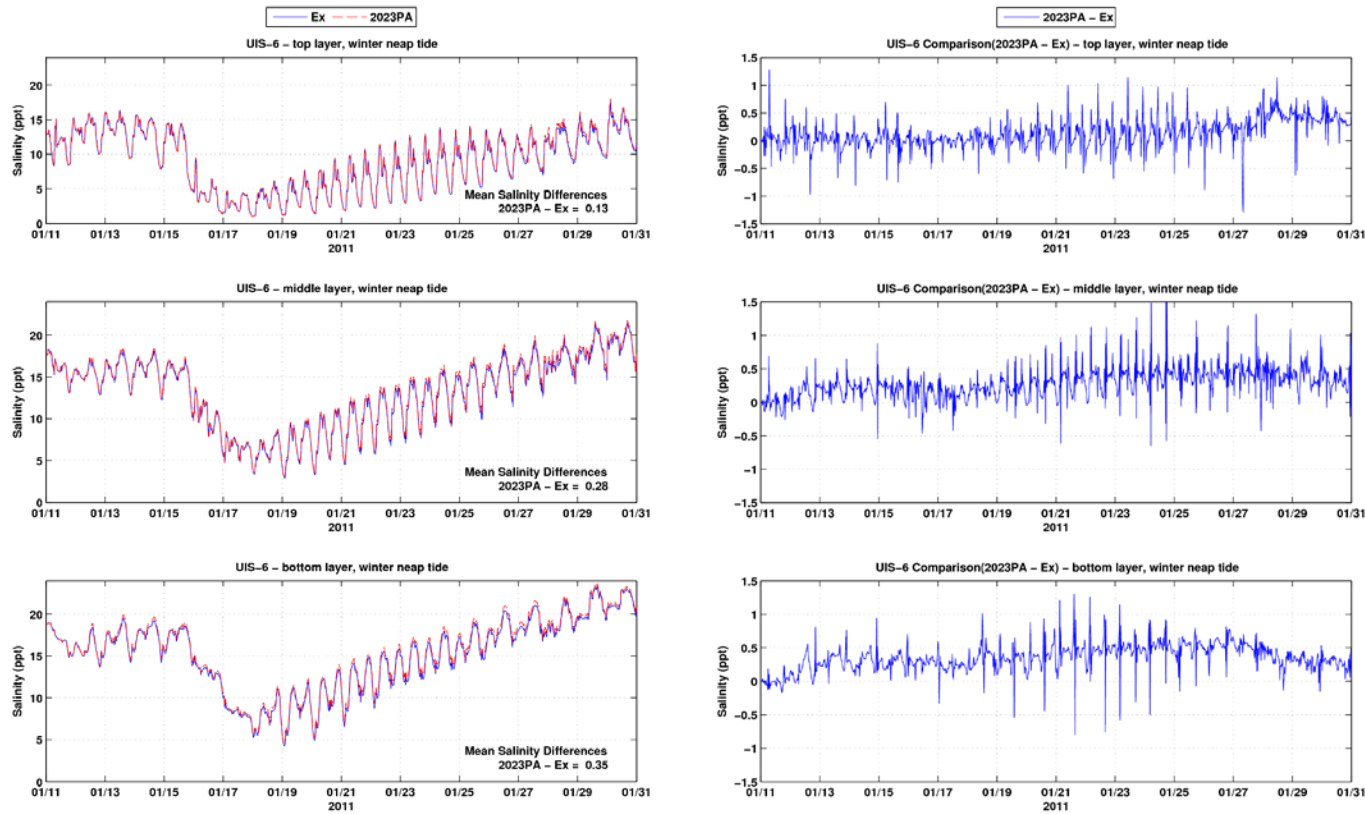 Ex 2023PA
UIS−6 − top layer, winter neap tide
Salinity (ppt)
20
15
10
5
0
Mean Salinity Differences
2023PA − Ex = 0.13
01/11 01/13 01/15 01/17 01/19 01/21 01/23 01/25 01/27 01/29 01/31
2011
UIS−6 − middle layer, winter neap tide
Salinity (ppt)
20
15
10
5
0
Mean Salinity Differences
2023PA − Ex = 0.28
01/11 01/13 01/15 01/17 01/19 01/21 01/23 01/25 01/27 01/29 01/31
2011
UIS−6 − bottom layer, winter neap tide
Salinity (ppt)
20
15
10
5
0
Mean Salinity Differences
2023PA − Ex = 0.35
01/11 01/13 01/15 01/17 01/19 01/21 01/23 01/25 01/27 01/29 01/31
2011
2023PA − Ex
UIS−6 Comparison(2023PA − Ex) − top layer, winter neap tide
Salinity (ppt)
1.5
1
0.5
0
−0.5
−1
−1.5
01/11 01/13 01/15 01/17 01/19 01/21 01/23 01/25 01/27 01/29 01/31
2011
UIS−6 Comparison(2023PA − Ex) − middle layer, winter neap tide
Salinity (ppt)
1.5
1
0.5
0
−0.5
−1
−1.5
01/11 01/13 01/15 01/17 01/19 01/21 01/23 01/25 01/27 01/29 01/31
2011
UIS−6 Comparison(2023PA − Ex) − bottom layer, winter neap tide
Salinity (ppt)
1.5
1
0.5
0
−0.5
−1
−1.5
01/11 01/13 01/15 01/17 01/19 01/21 01/23 01/25 01/27 01/29 01/31
2011